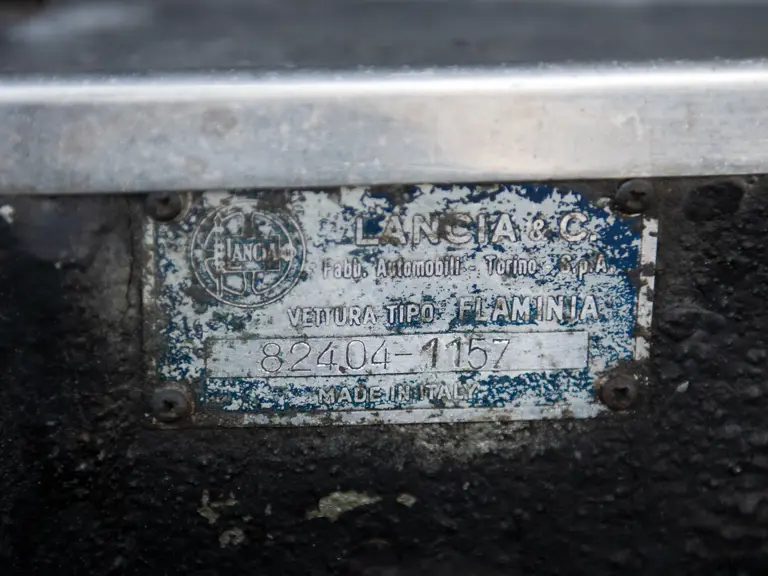 LANCIA & C.
LANCIA
Fabb. Automobili - Torino - S.p.A.
VETTURA TIPO FLAMINIA
82404-1157
MADE IN ITALY